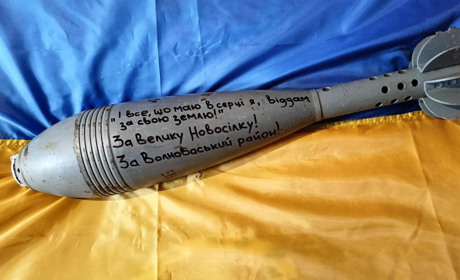 „І все, що маю в серці я, віддам
"За свою землю!"
За Велику Новосілку!
За Волноваський район!